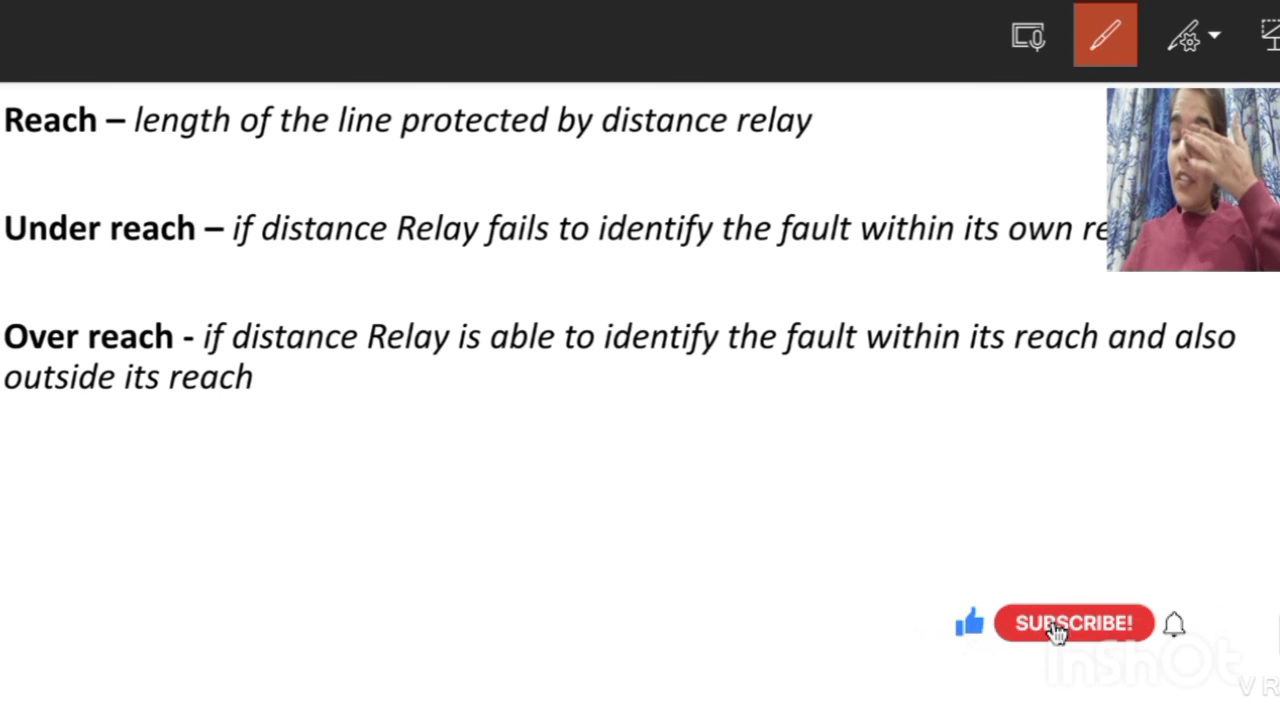 Reach – length of the line protected by distance relay
Under reach – if distance Relay fails to identify the fault within its own
Over reach - if distance Relay is able to identify the fault within its reach and also
outside its reach
SUBSCRIBE!
InShOt
V R